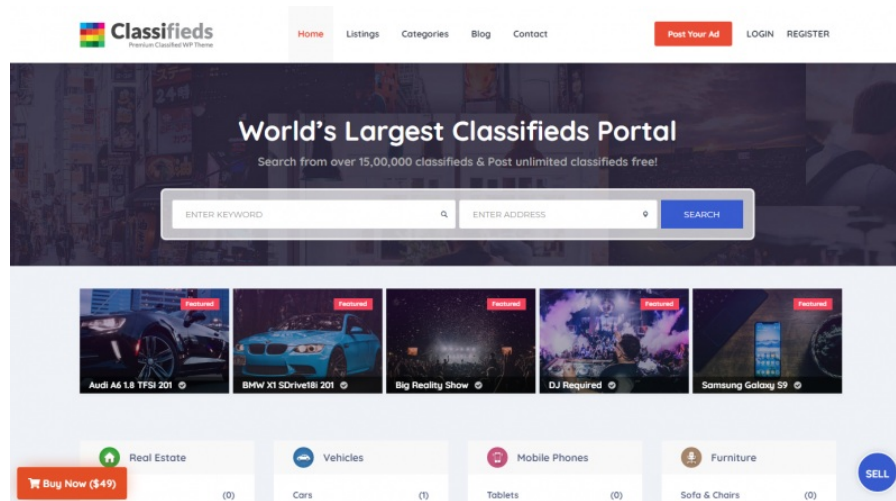 Classifieds
Premium Classified WP Theme
Home Listings Categories Blog Contact
Post Your Ad LOGIN REGISTER
World's Largest Classifieds Portal
Search from over 15,00,000 classifieds & Post unlimited classifieds free!
ENTER KEYWORD ENTER ADDRESS SEARCH
Featured Featured Featured Featured Featured
Audi A6 1.8 TFSI 201 BMW X1 SDrive18i 201 Big Reality Show DJ Required Samsung Galaxy S9
Real Estate Vehicles Mobile Phones Furniture
Buy Now ($49) SELL
(0) Cars (1) Tablets (0) Sofa & Chairs (0)